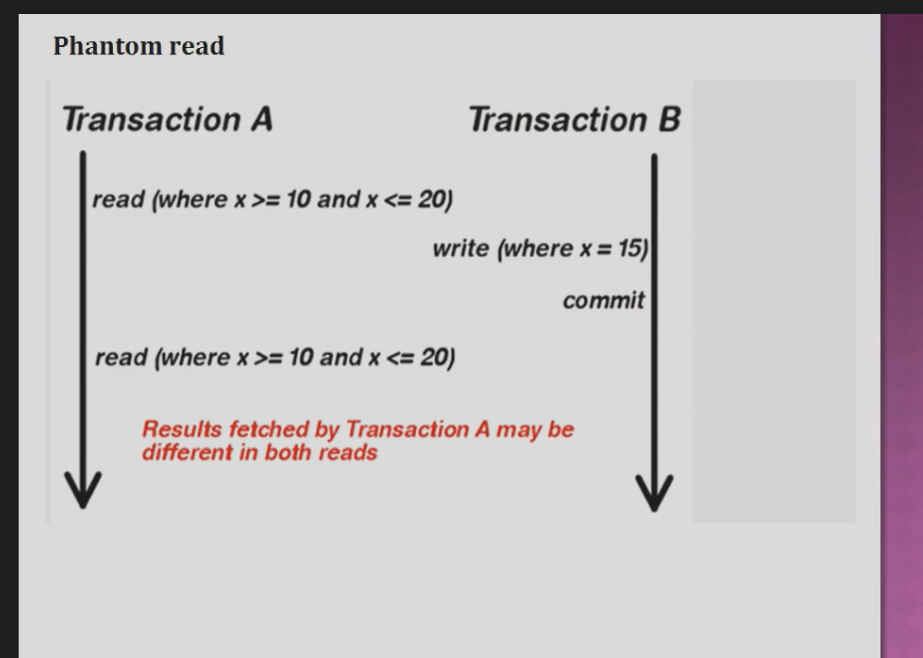 Phantom read
Transaction A
Transaction B
read (where x >= 10 and x <= 20)
write (where x = 15)
commit
read (where x >= 10 and x <= 20)
Results fetched by Transaction A may be
different in both reads